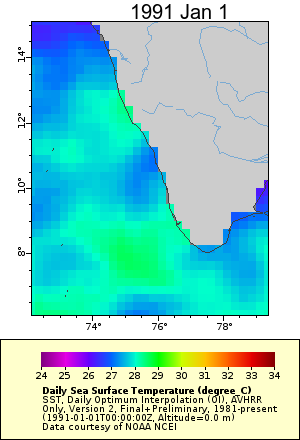 1991 Jan 1
14°
12°
10°
8°
74° 76° 78°
24 25 26 27 28 29 30 31 32 33 34
Daily Sea Surface Temperature (degree_C)
SST, Daily Optimum Interpolation (OI), AVHRR
Only, Version 2, Final+Preliminary, 1981-present
(1991-01-01T00:00:00Z, Altitude=0.0 m)
Data courtesy of NOAA NCEI